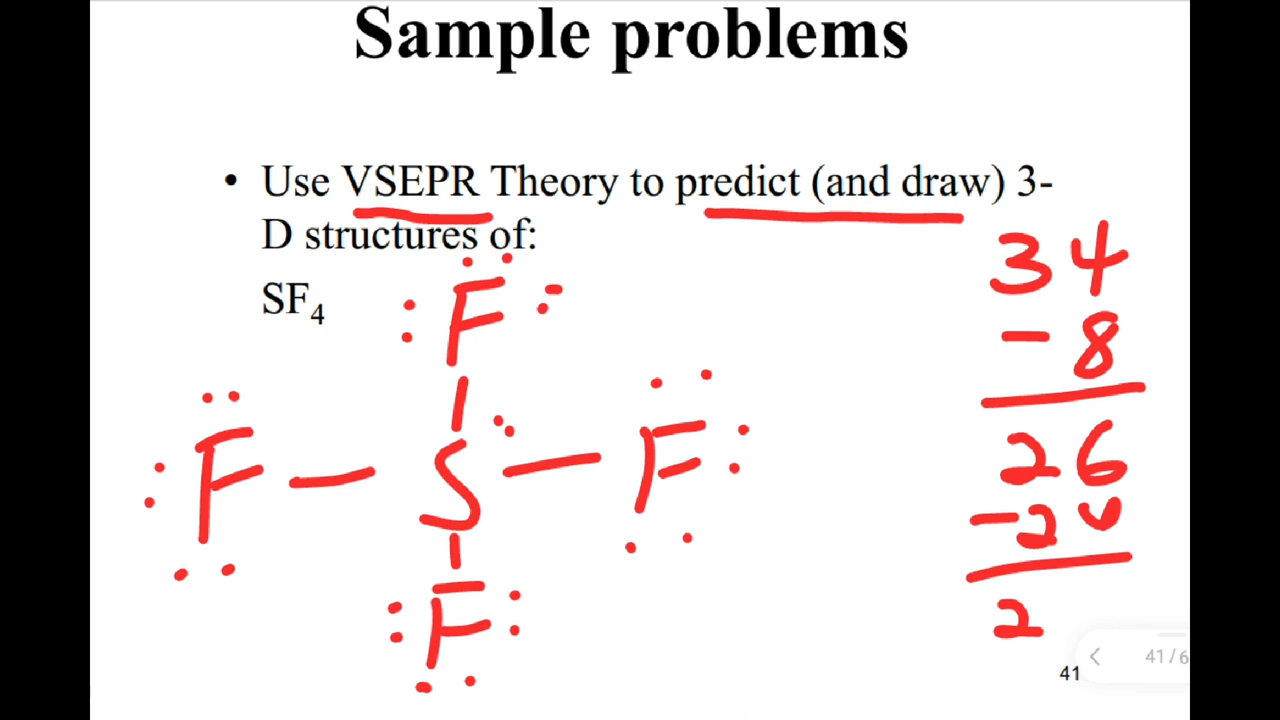 Sample problems
• Use VSEPR Theory to predict (and draw) 3-
D structures of:
SF₄
F
F – S – F
F
34
- 8
26
- 24
2
41
41/6